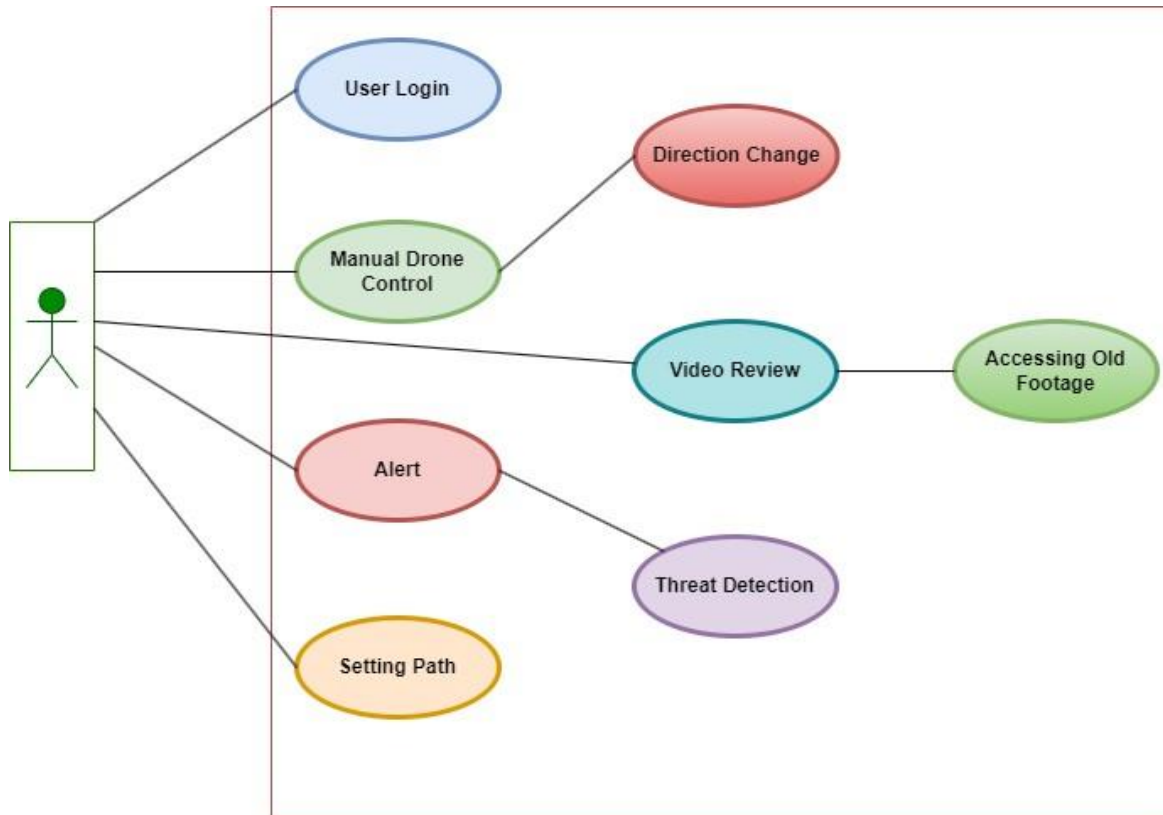 User Login
Direction Change
Manual Drone
Control
Video Review
Accessing Old
Footage
Alert
Threat Detection
Setting Path